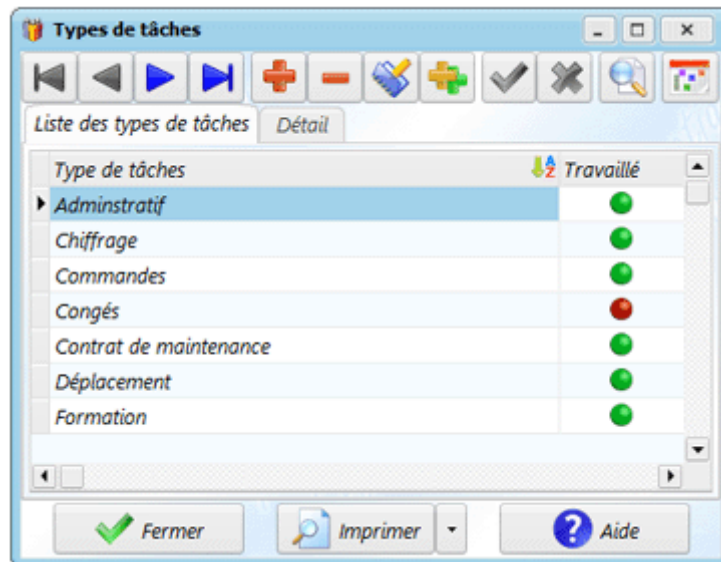 Types de tâches
Liste des types de tâches Détail
Type de tâches Travaillé
Adminstratif
Chiffrage
Commandes
Congés
Contrat de maintenance
Déplacement
Formation
Fermer Imprimer Aide